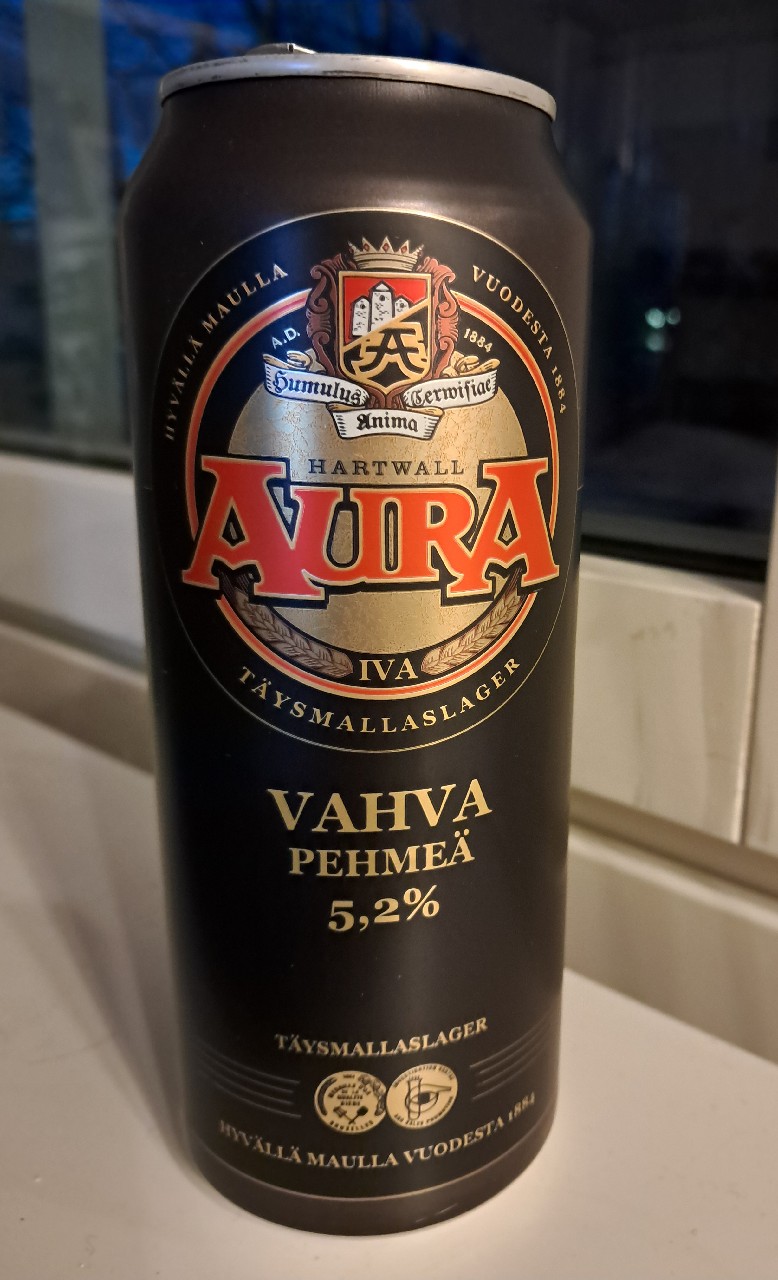 HYVÄLLÄ MAULLA
VUODESTA 1884
A.D. 1884
Humulus Cerwisiae
Anima
HARTWALL
AURA
IVA
TÄYSMALLASLAGER
VAHVA
PEHMEÄ
5,2%
TÄYSMALLASLAGER
HYVÄLLÄ MAULLA VUODESTA 1884